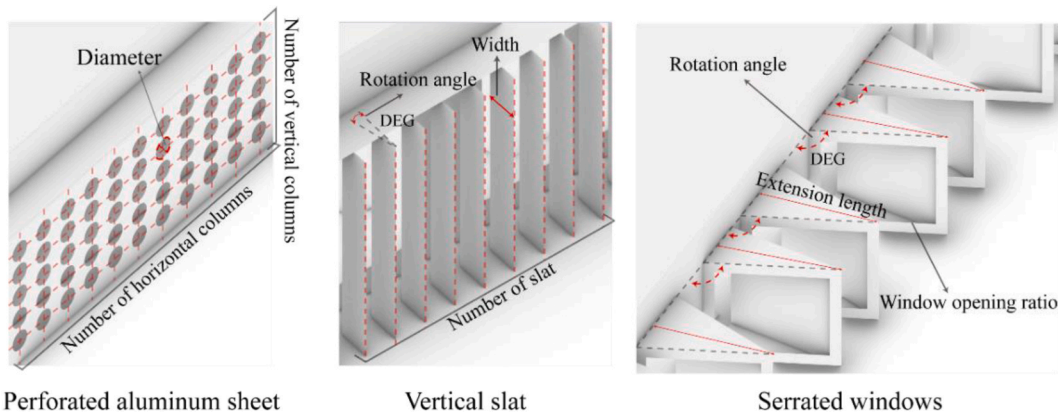 Diameter
Number of vertical columns
Number of horizontal columns
Perforated aluminum sheet
Width
Rotation angle
DEG
Number of slat
Vertical slat
Rotation angle
DEG
Extension length
Window opening ratio
Serrated windows